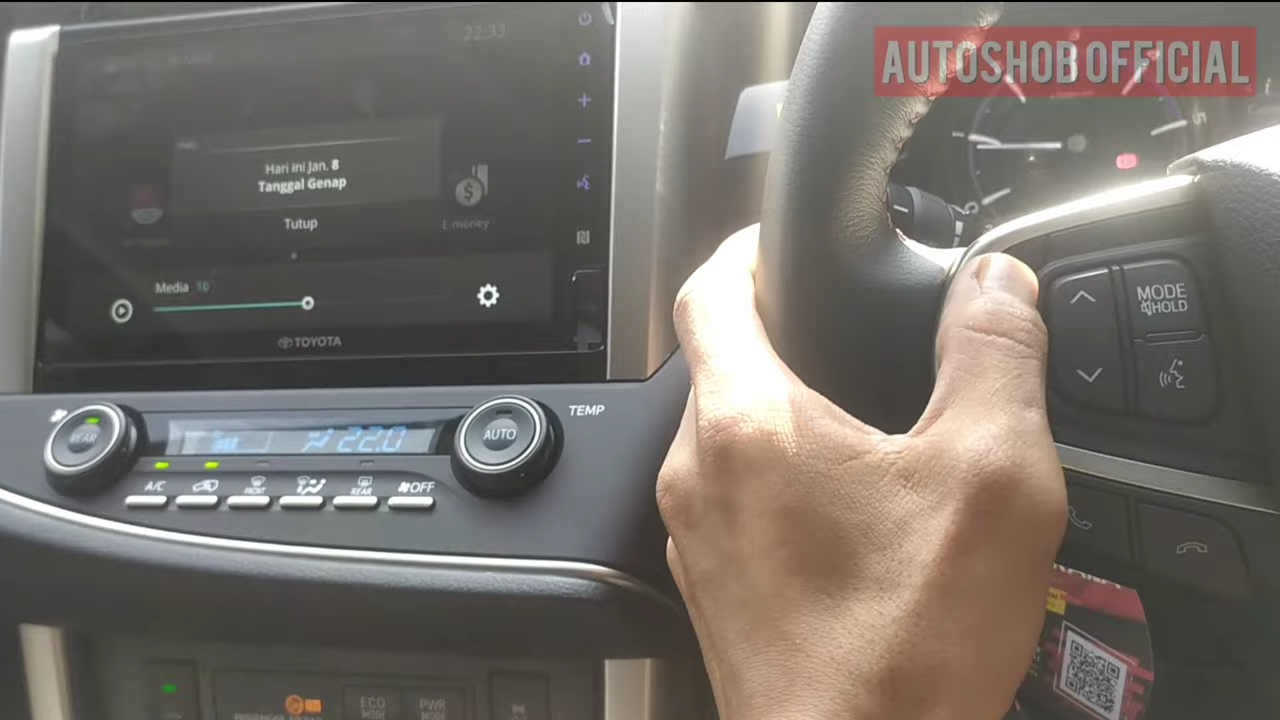 AUTOSHOB OFFICIAL
22:33
Hari ini Jan. 8
Tanggal Genap
Tutup
E-money
Media 16
TOYOTA
MODE
HOLD
TEMP
REAR
22.0
AUTO
A/C
FRONT
REAR
OFF
ECO
MODE
PWR
MODE